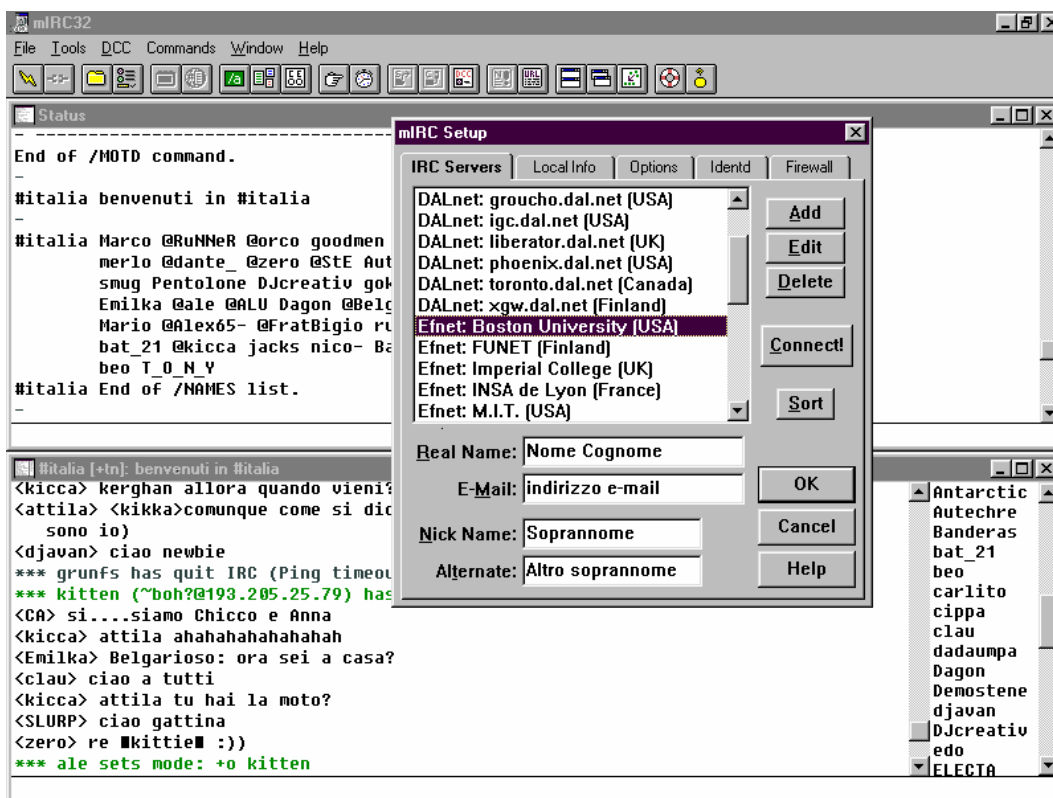 mIRC32
File Tools DCC Commands Window Help
Status
- ----------------------------------------
End of /MOTD command.
-
#italia benvenuti in #italia
-
#italia Marco @RuNNeR @orco goodmen
merlo @dante_ @zero @StE
smug Pentolone DJcreativ
Emilka @ale @ALU Dagon
Mario @Alex65- @FratBigio
bat_21 @kicca jacks nico-
beo T_O_N_Y
#italia End of /NAMES list.
-
mIRC Setup
IRC Servers Local Info Options Identd Firewall
DALnet: groucho.dal.net (USA)
DALnet: igc.dal.net (USA)
DALnet: liberator.dal.net (UK)
DALnet: phoenix.dal.net (USA)
DALnet: toronto.dal.net (Canada)
DALnet: xgw.dal.net (Finland)
Efnet: Boston University (USA)
Efnet: FUNET (Finland)
Efnet: Imperial College (UK)
Efnet: INSA de Lyon (France)
Efnet: M.I.T. (USA)
Add
Edit
Delete
Connect!
Sort
Real Name: Nome Cognome
E-Mail: indirizzo e-mail
Nick Name: Soprannome
Alternate: Altro soprannome
OK
Cancel
Help
#italia [+tn]: benvenuti in #italia
<kicca> kerghan allora quando vieni?
<attila> <kikka>comunque come si
sono io)
<djavan> ciao newbie
*** grunfs has quit IRC (Ping
*** kitten (~boh?@193.205.25.79) has
<CA> si....siamo Chicco e Anna
<kicca> attila ahahahahahahahah
<Emilka> Belgarioso: ora sei a casa?
<clau> ciao a tutti
<kicca> attila tu hai la moto?
<SLURP> ciao gattina
<zero> re kittie :))
*** ale sets mode: +o kitten
Antarctic
Autechre
Banderas
bat_21
beo
carlito
cippa
clau
dadaumpa
Dagon
Demostene
djavan
DJcreativ
edo
ELECTA